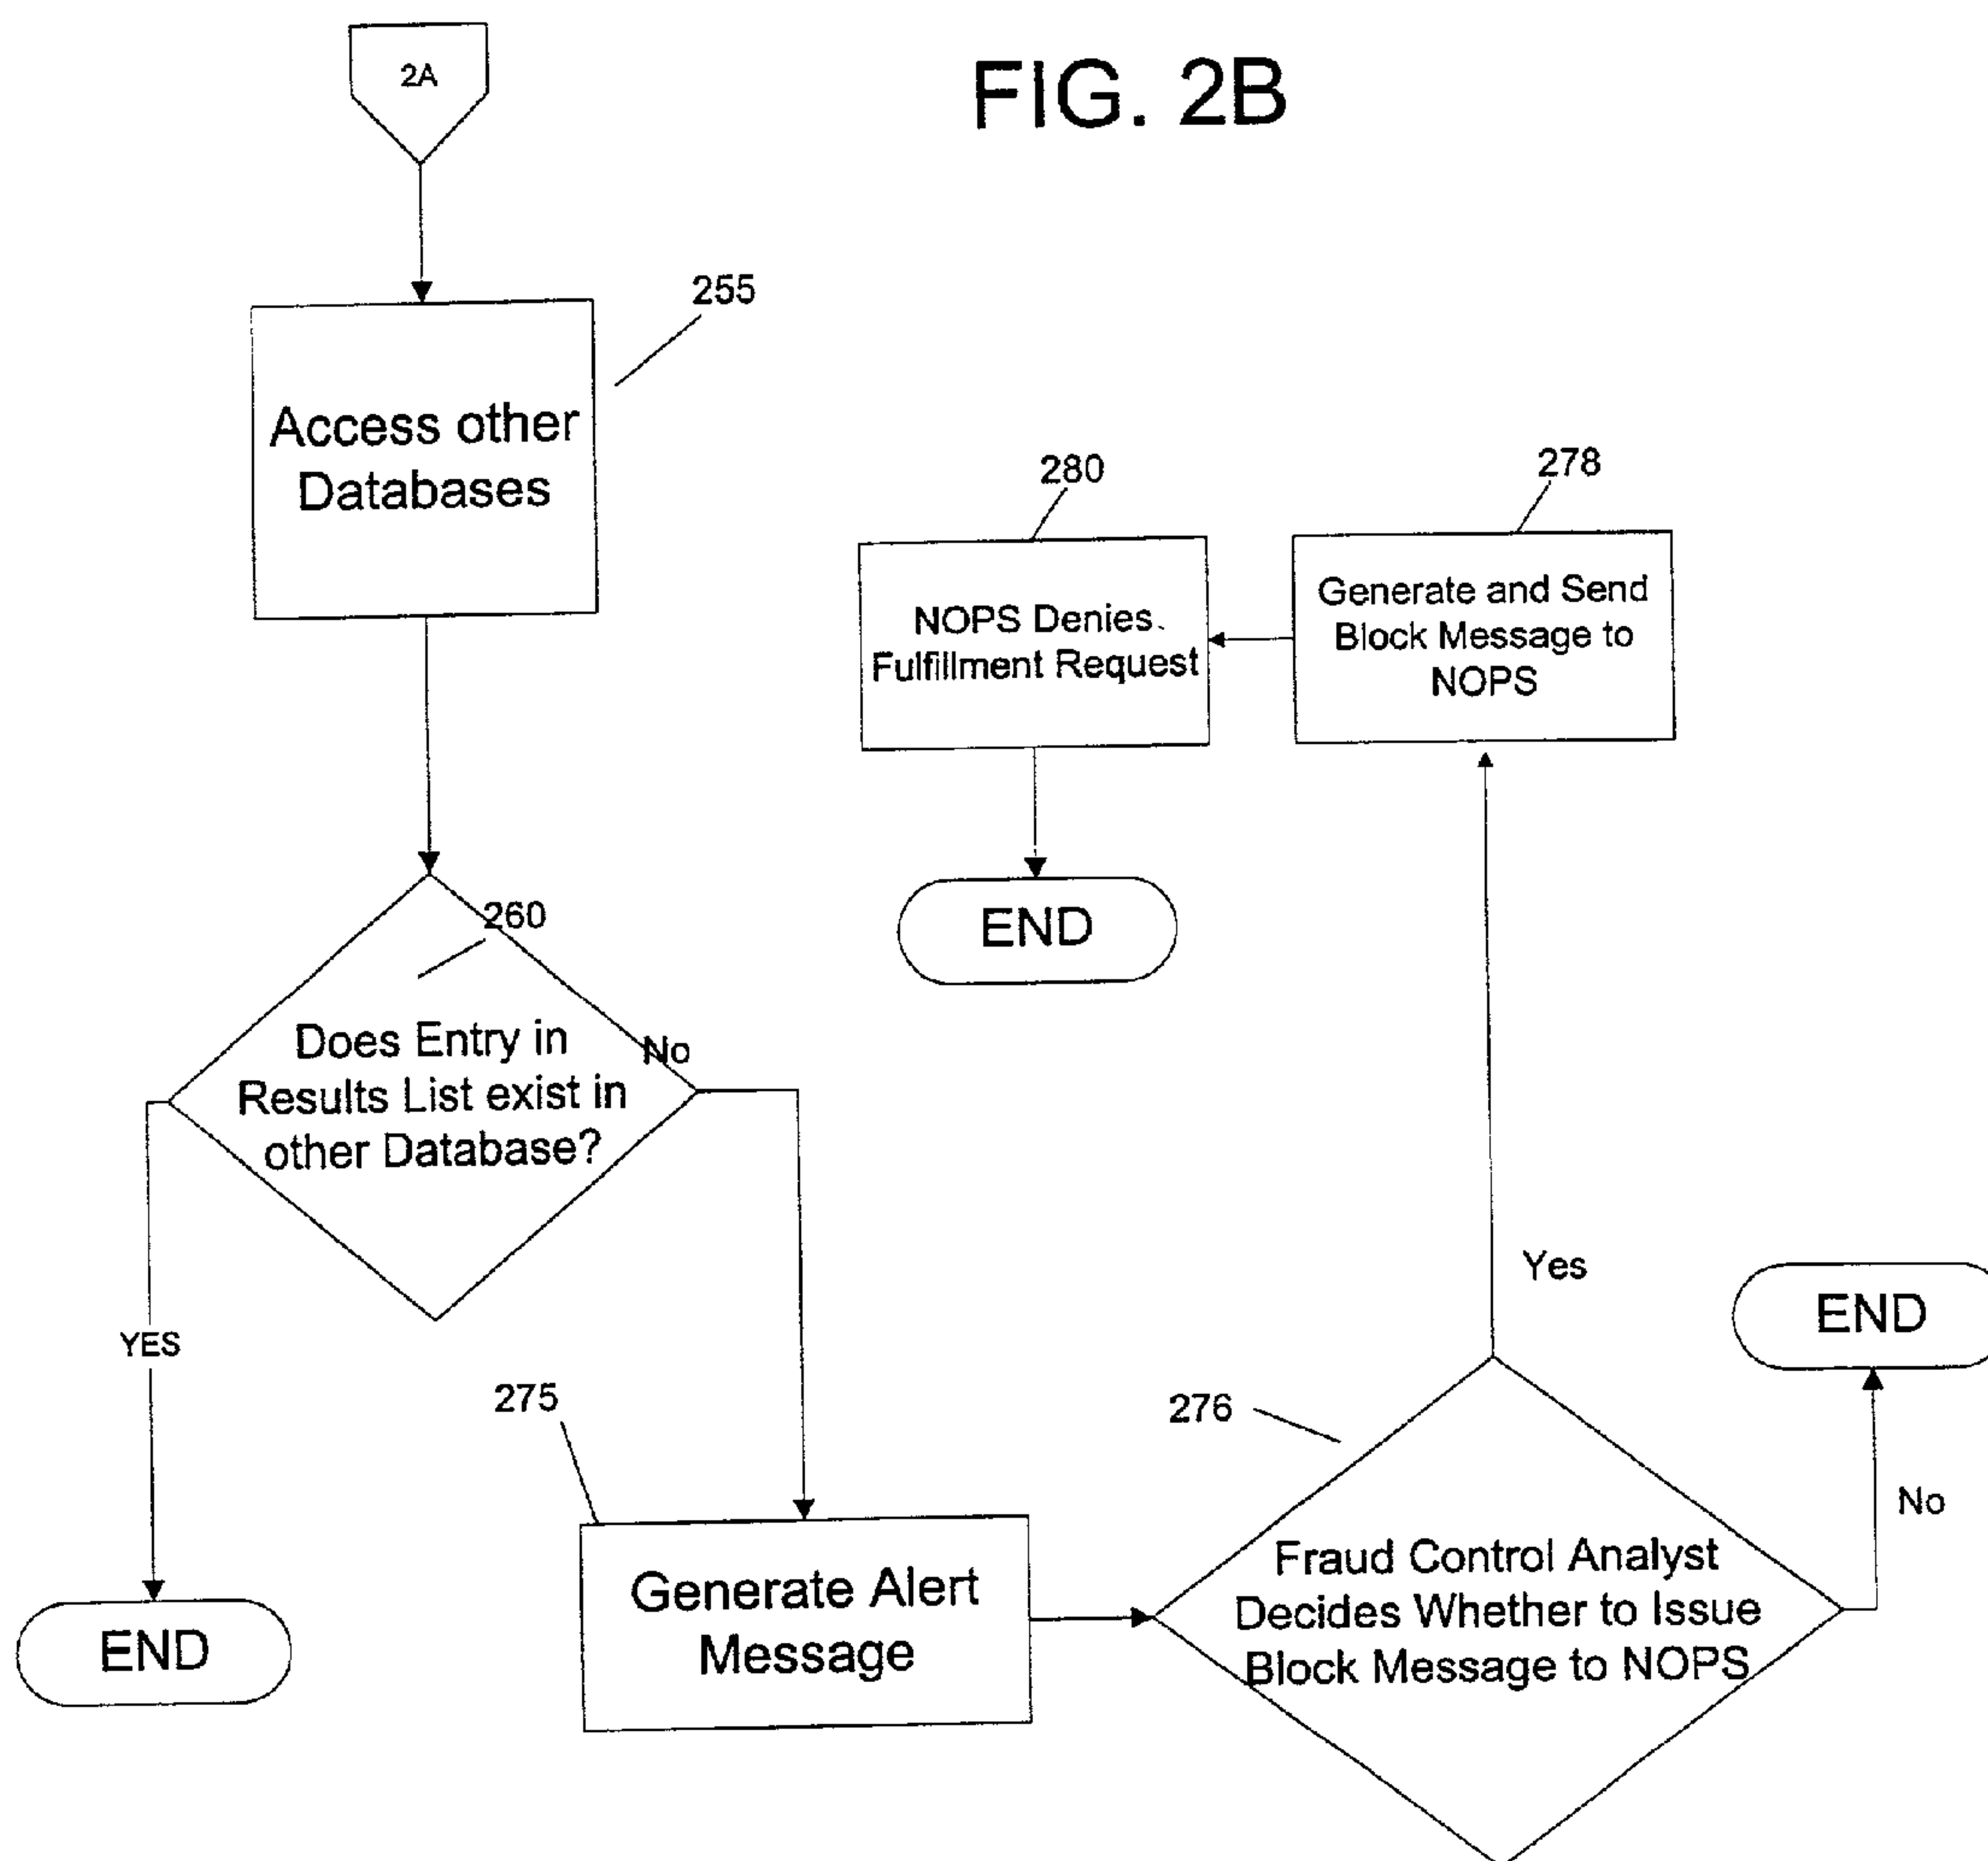 FIG. 2B
2A
255
Access other
Databases
280
278
NOPS Denies
Fulfillment Request
Generate and Send
Block Message to
NOPS
END
260
Does Entry in
Results List exist in
other Database?
No
YES
END
275
Generate Alert
Message
276
Fraud Control Analyst
Decides Whether to Issue
Block Message to NOPS
Yes
No
END